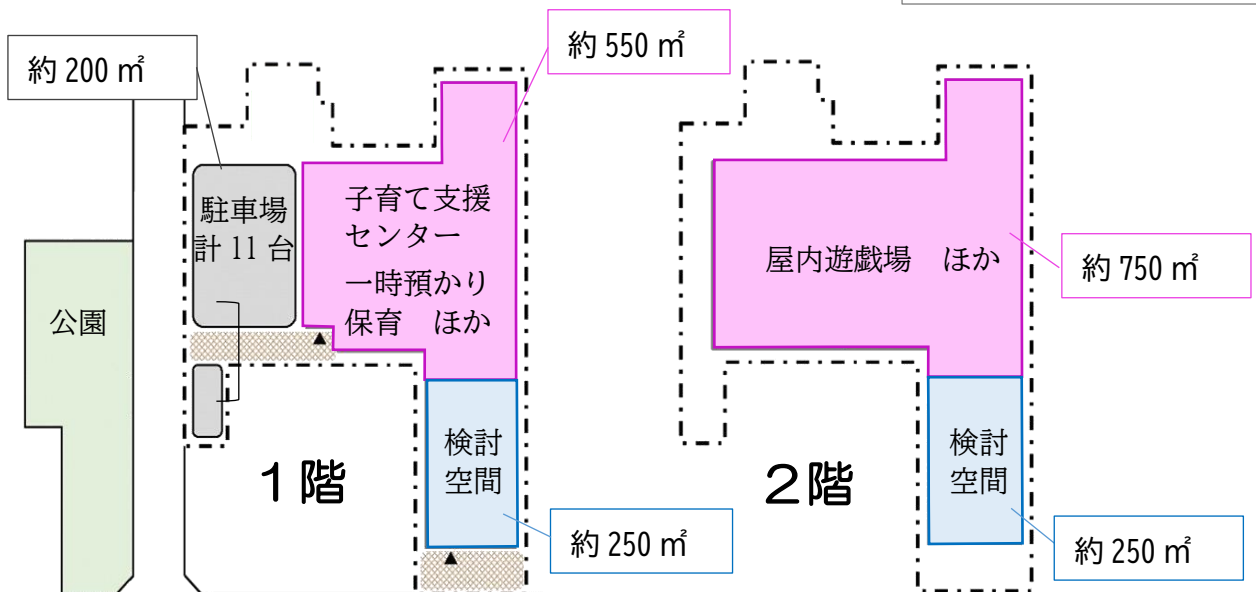 約 550 ㎡
約 200 ㎡
駐車場
計 11 台
子育て支援
センター
一時預かり
保育　ほか
屋内遊戯場　ほか
約 750 ㎡
公園
検討
空間
1階
約 250 ㎡
検討
空間
2階
約 250 ㎡